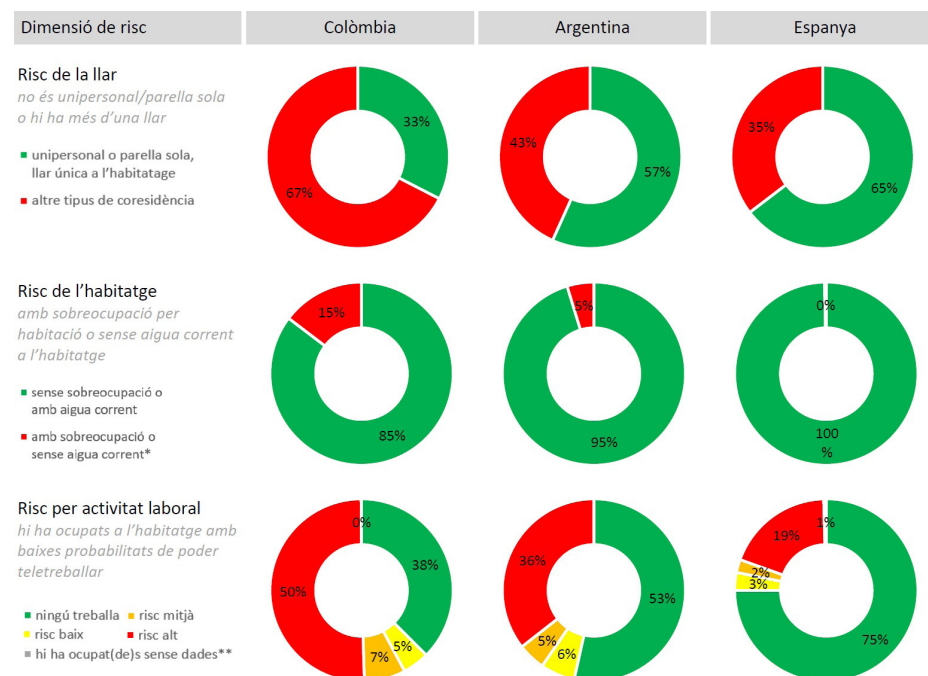 Dimensió de risc
Colòmbia
Argentina
Espanya
Risc de la llar
no és unipersonal/parella sola
o hi ha més d'una llar
unipersonal o parella sola,
llar única a l'habitatage
altre tipus de coresidència
33%
67%
43%
57%
35%
65%
Risc de l'habitatge
amb sobreocupació per
habitació o sense aigua corrent
a l'habitatge
sense sobreocupació o
amb aigua corrent
amb sobreocupació o
sense aigua corrent*
15%
85%
5%
95%
0%
100
%
Risc per activitat laboral
hi ha ocupats a l'habitatge amb
baixes probabilitats de poder
teletreballar
ningú treballa risc mitjà
risc baix risc alt
hi ha ocupat(de)s sense dades**
0%
38%
50%
5%
7%
36%
53%
5%
6%
19%
1%
2%
3%
75%